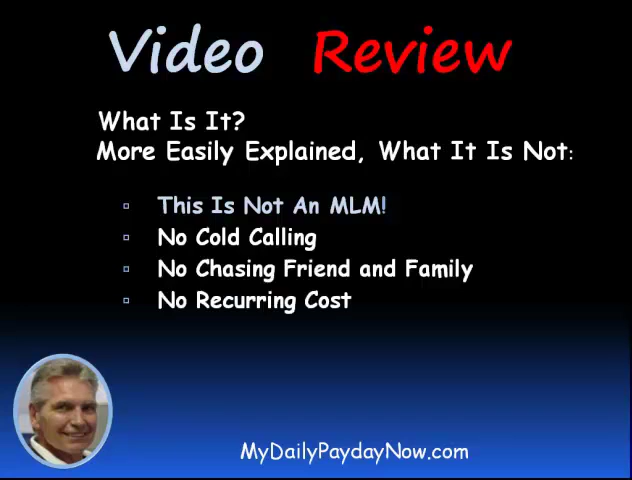 Video Review
What Is It?
More Easily Explained, What It Is Not:
This Is Not An MLM!
No Cold Calling
No Chasing Friend and Family
No Recurring Cost
MyDailyPaydayNow.com